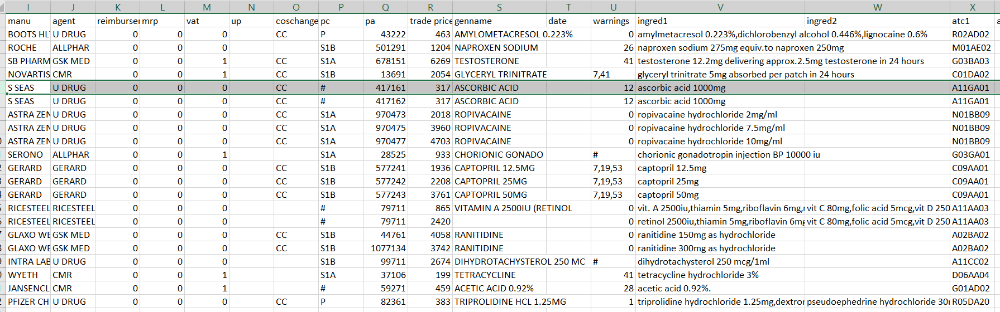 I J K L M N O P Q R S T U V W X
manu agent reimburser mrp vat up coschange pc pa trade price genname date warnings ingred1 ingred2 atc1 a
BOOTS HL U DRUG 0 0 0 CC P 43222 463 AMYLOMETACRESOL 0.223% 0 amylmetacresol 0.223%,dichlorobenzyl alcohol 0.446%,lignocaine 0.6% R02AD02
ROCHE ALLPHAR 0 0 0 S1B 501291 1204 NAPROXEN SODIUM 26 naproxen sodium 275mg equiv.to naproxen 250mg M01AE02
SB PHARM GSK MED 0 0 1 CC S1A 678151 6269 TESTOSTERONE 41 testosterone 12.2mg delivering approx.2.5mg testosterone in 24 hours G03BA03
NOVARTIS CMR 0 0 1 CC S1B 13691 2054 GLYCERYL TRINITRATE 7,41 glyceryl trinitrate 5mg absorbed per patch in 24 hours C01DA02
S SEAS U DRUG 0 0 0 CC # 417161 317 ASCORBIC ACID 12 ascorbic acid 1000mg A11GA01
S SEAS U DRUG 0 0 0 CC # 417162 317 ASCORBIC ACID 12 ascorbic acid 1000mg A11GA01
ASTRA ZEN U DRUG 0 0 0 CC S1A 970473 2018 ROPIVACAINE 0 ropivacaine hydrochloride 2mg/ml N01BB09
ASTRA ZEN U DRUG 0 0 0 CC S1A 970475 3960 ROPIVACAINE 0 ropivacaine hydrochloride 7.5mg/ml N01BB09
ASTRA ZEN U DRUG 0 0 0 CC S1A 970477 4703 ROPIVACAINE 0 ropivacaine hydrochloride 10mg/ml N01BB09
SERONO ALLPHAR 0 0 1 S1A 28525 933 CHORIONIC GONADO # chorionic gonadotropin injection BP 10000 iu G03GA01
GERARD GERARD 0 0 0 CC S1B 577241 1936 CAPTOPRIL 12.5MG 7,19,53 captopril 12.5mg C09AA01
GERARD GERARD 0 0 0 CC S1B 577242 2208 CAPTOPRIL 25MG 7,19,53 captopril 25mg C09AA01
GERARD GERARD 0 0 0 CC S1B 577243 3761 CAPTOPRIL 50MG 7,19,53 captopril 50mg C09AA01
RICESTEEL RICESTEEL 0 0 0 # 79711 865 VITAMIN A 2500IU (RETINOL 0 vit. A 2500iu,thiamin 5mg,riboflavin 6mg, vit C 80mg,folic acid 5mcg,vit D 250 A11AA03
RICESTEEL RICESTEEL 0 0 0 # 79711 2420 0 retinol 2500iu,thiamin 5mg,riboflavin 6mg vit C 80mg,folic acid 5mcg,vit D 250 A11AA03
GLAXO WE GSK MED 0 0 0 CC S1B 44761 4058 RANITIDINE 0 ranitidine 150mg as hydrochloride A02BA02
GLAXO WE GSK MED 0 0 0 CC S1B 1077134 3742 RANITIDINE 0 ranitidine 300mg as hydrochloride A02BA02
INTRA LAB U DRUG 0 0 0 S1B 99711 2674 DIHYDROTACHYSTEROL 250 MC # dihydrotachysterol 250 mcg/1ml A11CC02
WYETH CMR 0 0 1 S1A 37106 199 TETRACYCLINE 41 tetracycline hydrochloride 3% D06AA04
JANSENCL CMR 0 0 1 # 59271 459 ACETIC ACID 0.92% 28 acetic acid 0.92%. G01AD02
PFIZER CH U DRUG 0 0 0 CC P 82361 383 TRIPROLIDINE HCL 1.25MG 1 triprolidine hydrochloride 1.25mg,dextror pseudoephedrine hydrochloride 30 R05DA20